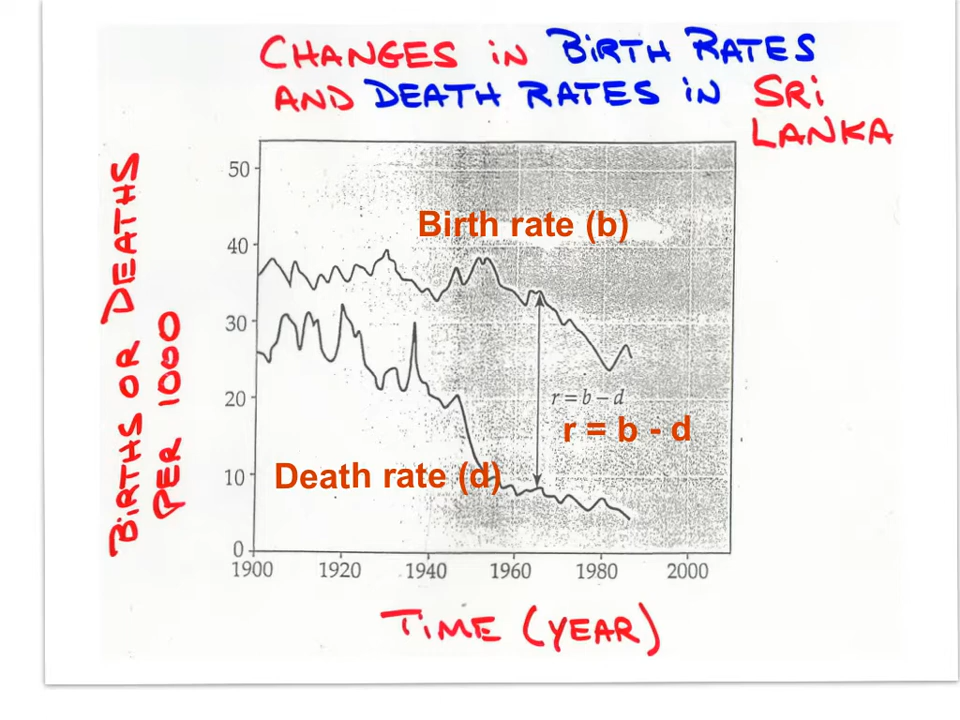 CHANGES iN BiRTH RATES
AND DEATH RATES iN SRi
LANKA
BiRTHS OR DEATHS
PER 1000
50
40
30
20
10
0
Birth rate (b)
r = b – d
r = b - d
Death rate (d)
1900 1920 1940 1960 1980 2000
TiME (YEAR)